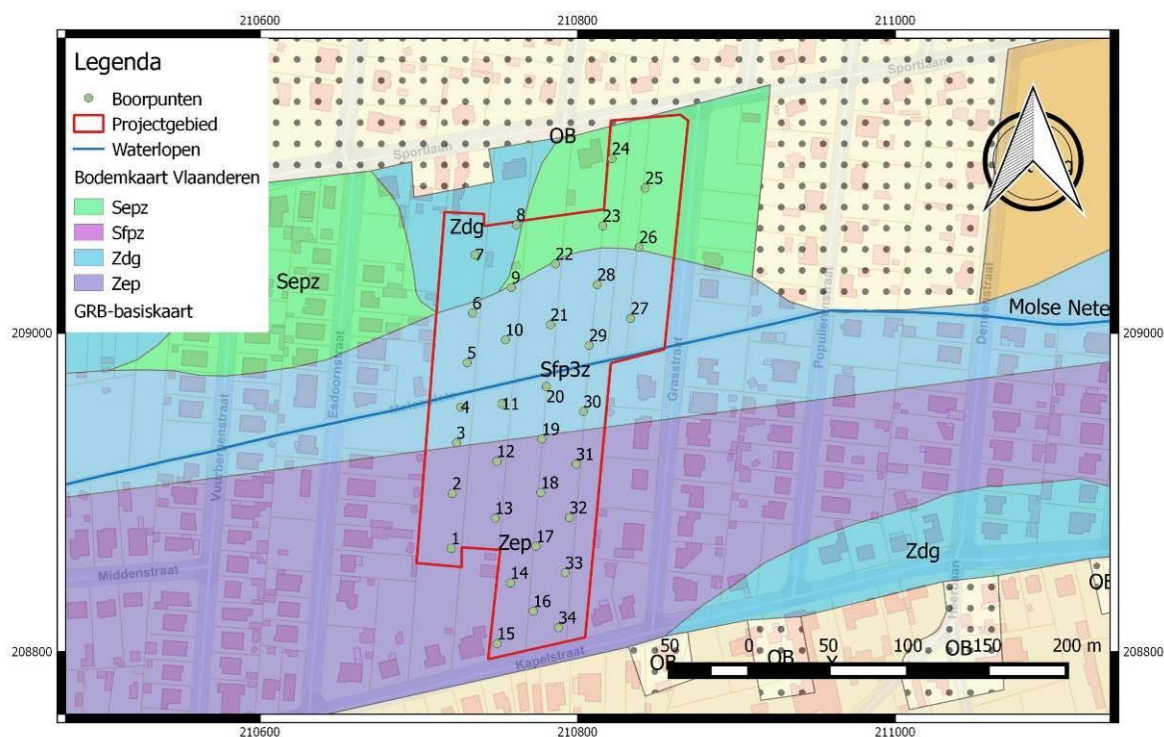 210600
210800
211000
Legenda
Boorpunten
Projectgebied
Waterlopen
Bodemkaart Vlaanderen
Sepz
Sfpz
Zdg
Zep
GRB-basiskaart
Sportlaan
Sportlaan
OB
24
25
8
23
Zdg
26
7
22
9
28
Sepz
6
27
Molse Nete
10
21
209000
209000
29
5
Sfp3z
20
4
11
30
Esdoornstraat
Grasstraat
Populierenstraat
Vuurbergenstraat
3
19
12
31
2
18
13
32
1
17
Zep
Zdg
Middenstraat
14
33
16
34
15
Kapelstraat
OB
OB
OB
OB
50 0 50 100 150 200 m
208800
208800
210600
210800
211000